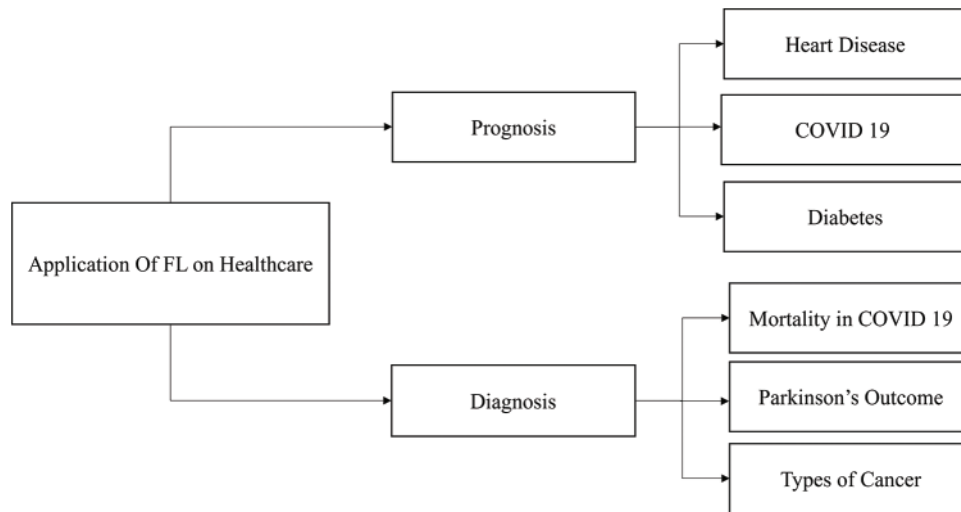 Heart Disease
Prognosis
COVID 19
Diabetes
Application Of FL on Healthcare
Mortality in COVID 19
Diagnosis
Parkinson's Outcome
Types of Cancer